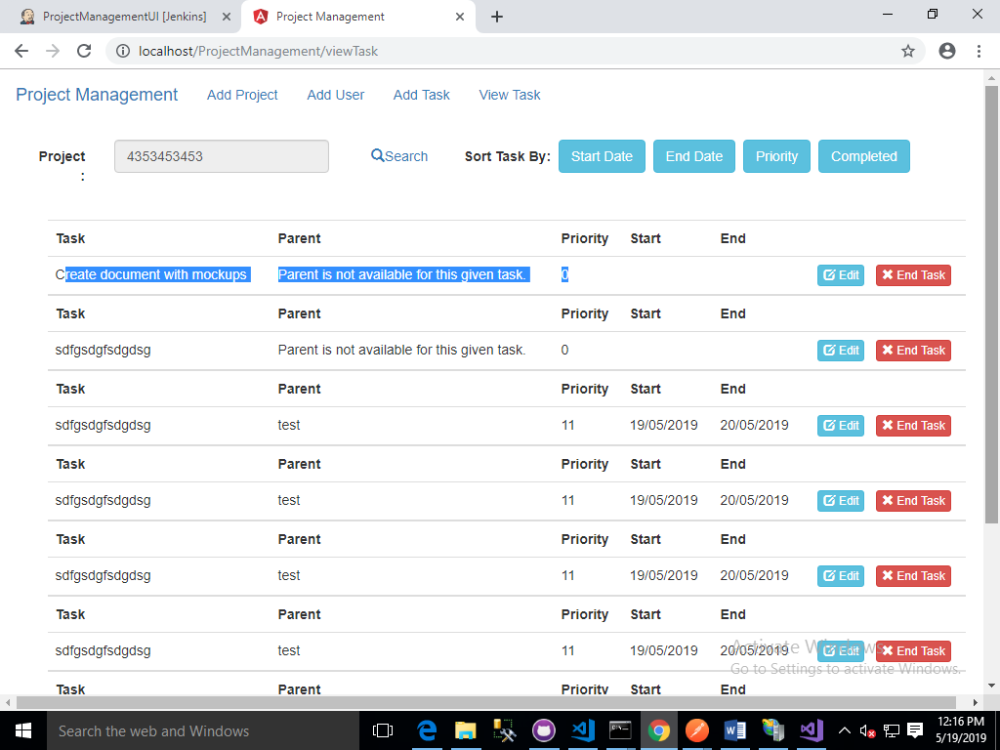 ProjectManagementUI [Jenkins]
Project Management
localhost/ProjectManagement/viewTask
Project Management Add Project Add User Add Task View Task
Project : 4353453453 Search Sort Task By: Start Date End Date Priority Completed
Task Parent Priority Start End
Create document with mockups Parent is not available for this given task. 0 Edit End Task
Task Parent Priority Start End
sdfgsdgfsdgdsg Parent is not available for this given task. 0 Edit End Task
Task Parent Priority Start End
sdfgsdgfsdgdsg test 11 19/05/2019 20/05/2019 Edit End Task
Task Parent Priority Start End
sdfgsdgfsdgdsg test 11 19/05/2019 20/05/2019 Edit End Task
Task Parent Priority Start End
sdfgsdgfsdgdsg test 11 19/05/2019 20/05/2019 Edit End Task
Task Parent Priority Start End
sdfgsdgfsdgdsg test 11 19/05/2019 20/05/2019 Edit End Task
Activate Windows
Go to Settings to activate Windows.
Task Parent Priority Start End
Search the web and Windows
12:16 PM
5/19/2019